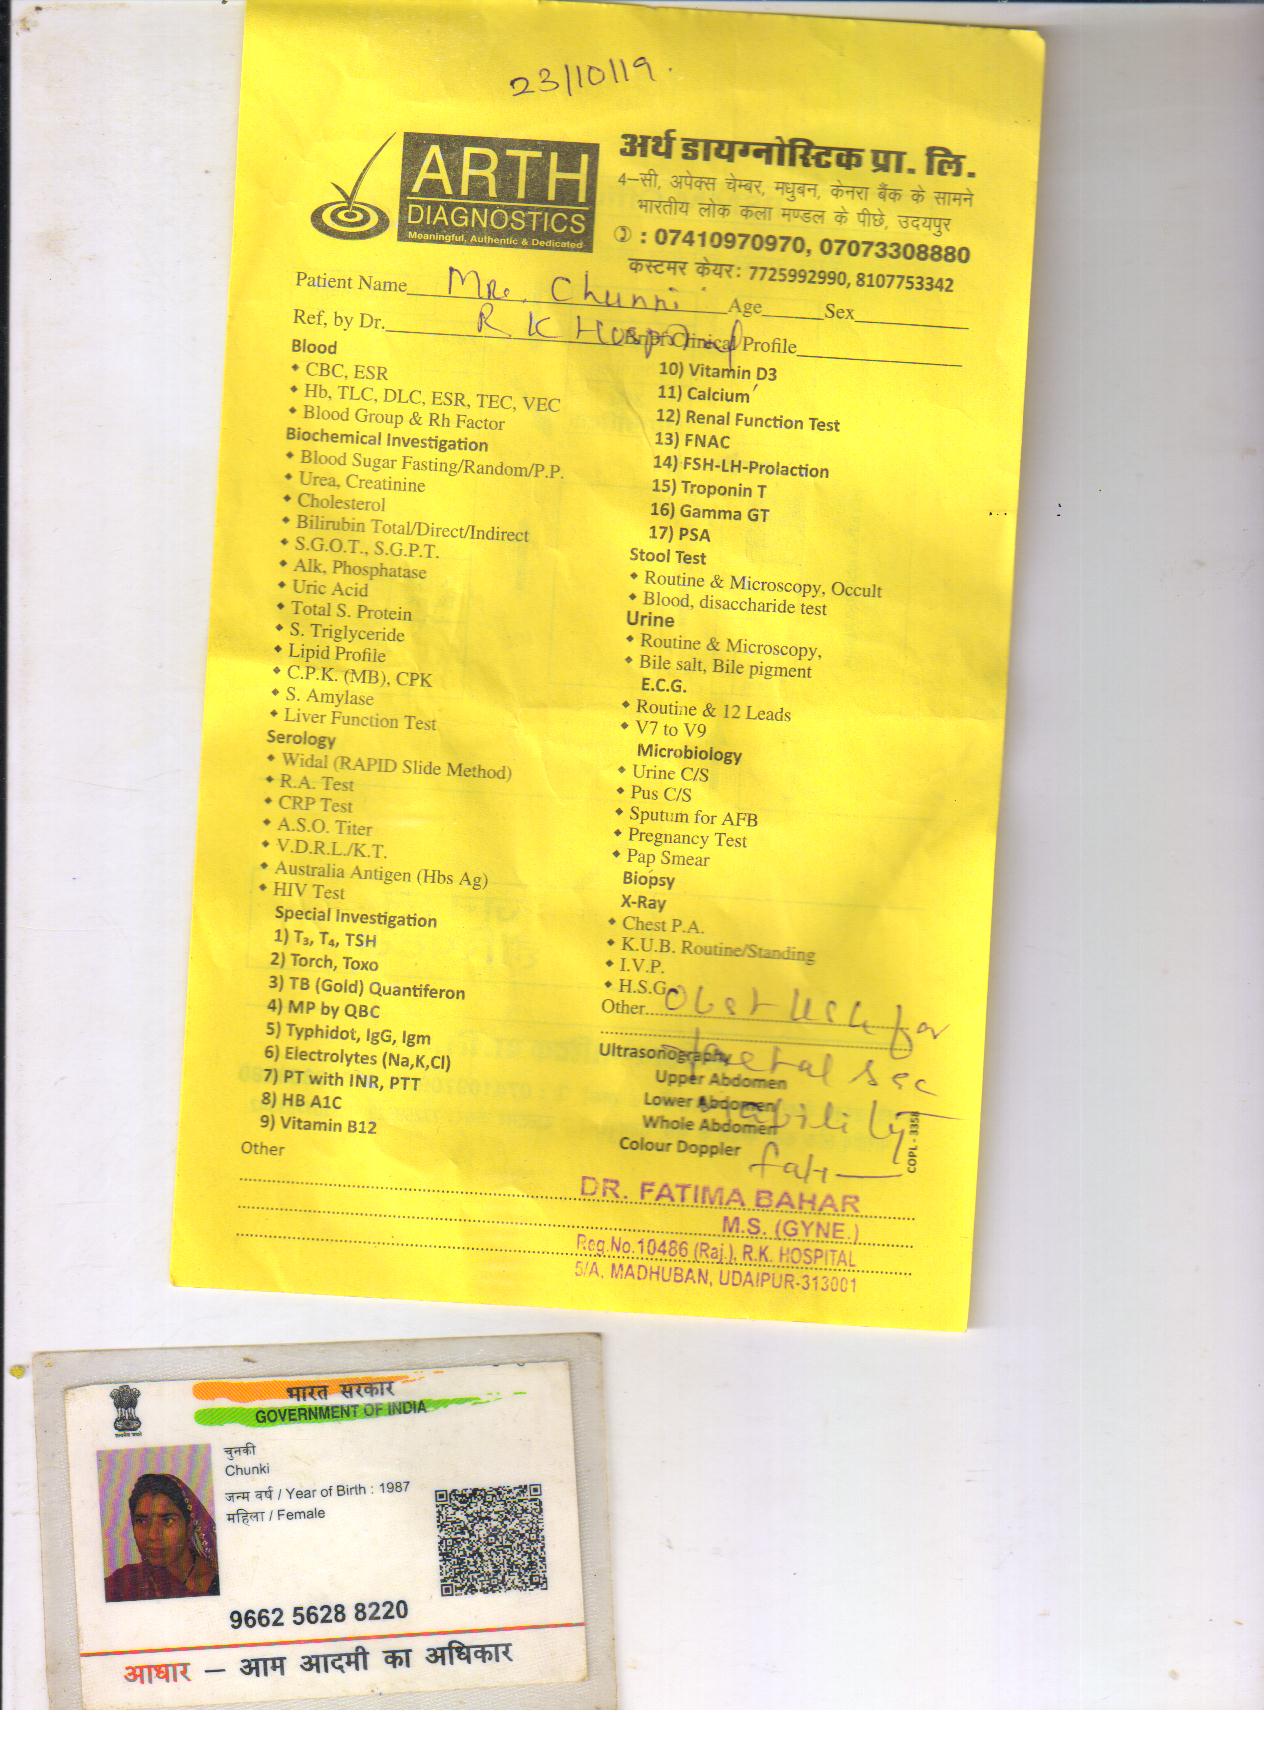 23/10/19.
ARTH
DIAGNOSTICS
Meaningful, Authentic & Dedicated
अर्थ डायग्नोस्टिक प्रा. लि.
4–सी, अपेक्स चेम्बर, मधुबन, केनरा बैंक के सामने
भारतीय लोक कला मण्डल के पीछे, उदयपुर
: 07410970970, 07073308880
कस्टमर केयर: 7725992990, 8107753342
Patient Name Mrs. Chunni Age Sex
Ref, by Dr. R K Hospital Brief Clinical Profile
Blood
CBC, ESR
Hb, TLC, DLC, ESR, TEC, VEC
Blood Group & Rh Factor
Biochemical Investigation
Blood Sugar Fasting/Random/P.P.
Urea, Creatinine
Cholesterol
Bilirubin Total/Direct/Indirect
S.G.O.T., S.G.P.T.
Alk, Phosphatase
Uric Acid
Total S. Protein
S. Triglyceride
Lipid Profile
C.P.K. (MB), CPK
S. Amylase
Liver Function Test
Serology
Widal (RAPID Slide Method)
R.A. Test
CRP Test
A.S.O. Titer
V.D.R.L./K.T.
Australia Antigen (Hbs Ag)
HIV Test
Special Investigation
1) T₃, T₄, TSH
2) Torch, Toxo
3) TB (Gold) Quantiferon
4) MP by QBC
5) Typhidot, IgG, Igm
6) Electrolytes (Na,K,Cl)
7) PT with INR, PTT
8) HB A1C
9) Vitamin B12
Other
10) Vitamin D3
11) Calcium
12) Renal Function Test
13) FNAC
14) FSH-LH-Prolaction
15) Troponin T
16) Gamma GT
17) PSA
Stool Test
Routine & Microscopy, Occult
Blood, disaccharide test
Urine
Routine & Microscopy,
Bile salt, Bile pigment
E.C.G.
Routine & 12 Leads
V7 to V9
Microbiology
Urine C/S
Pus C/S
Sputum for AFB
Pregnancy Test
Pap Smear
Biopsy
X-Ray
Chest P.A.
K.U.B. Routine/Standing
I.V.P.
H.S.G.
Other Obst USG for
Ultrasonography foetal
Upper Abdomen
Lower Abdomen
Whole Abdomen
Colour Doppler
COPL - 3358
DR. FATIMA BAHAR
M.S. (GYNE.)
Reg.No.10486 (Raj.), R.K. HOSPITAL
5/A, MADHUBAN, UDAIPUR-313001
भारत सरकार
GOVERNMENT OF INDIA
चुनकी
Chunki
जन्म वर्ष / Year of Birth : 1987
महिला / Female
9662 5628 8220
आधार – आम आदमी का अधिकार